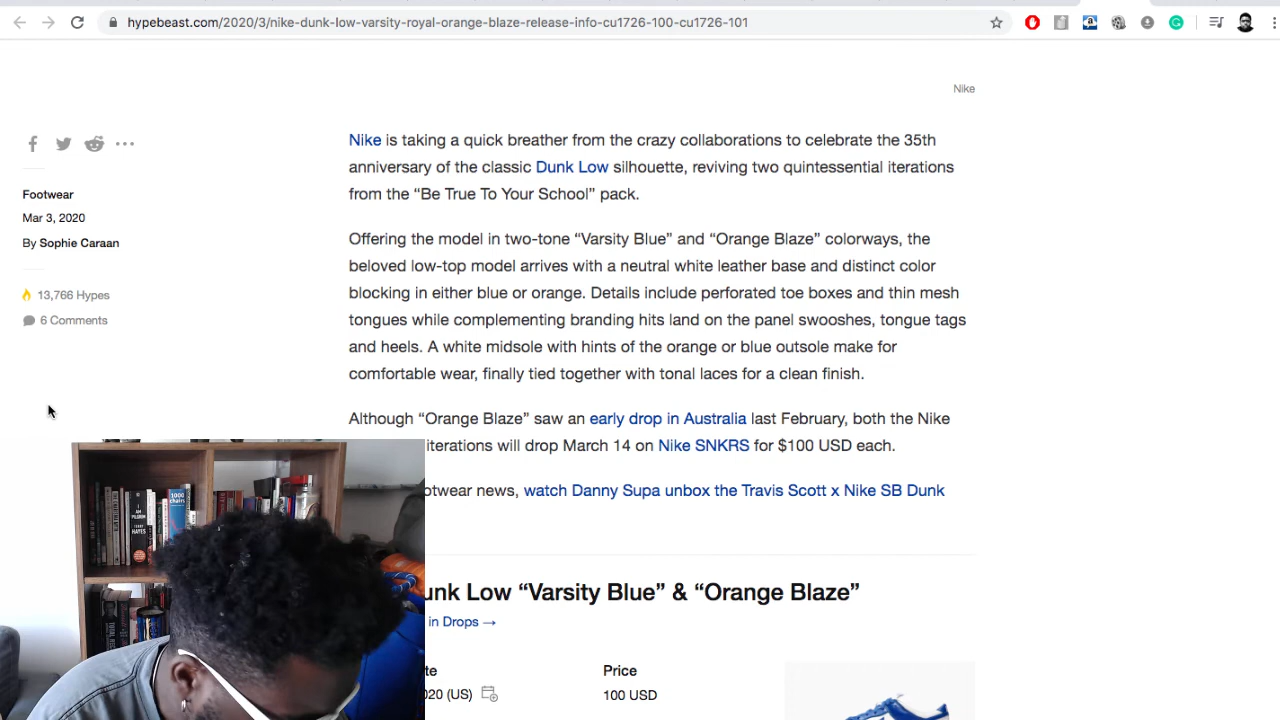 hypebeast.com/2020/3/nike-dunk-low-varsity-royal-orange-blaze-release-info-cu1726-100-cu1726-101
Nike
Footwear
Mar 3, 2020
By Sophie Caraan
13,766 Hypes
6 Comments
Nike is taking a quick breather from the crazy collaborations to celebrate the 35th
anniversary of the classic Dunk Low silhouette, reviving two quintessential iterations
from the “Be True To Your School” pack.
Offering the model in two-tone “Varsity Blue” and “Orange Blaze” colorways, the
beloved low-top model arrives with a neutral white leather base and distinct color
blocking in either blue or orange. Details include perforated toe boxes and thin mesh
tongues while complementing branding hits land on the panel swooshes, tongue tags
and heels. A white midsole with hints of the orange or blue outsole make for
comfortable wear, finally tied together with tonal laces for a clean finish.
Although “Orange Blaze” saw an early drop in Australia last February, both the Nike
iterations will drop March 14 on Nike SNKRS for $100 USD each.
otwear news, watch Danny Supa unbox the Travis Scott x Nike SB Dunk
unk Low “Varsity Blue” & “Orange Blaze”
in Drops →
te
Price
020 (US)
100 USD
I AM
PILGRIM
TERRY
HAYES
1000
chairs